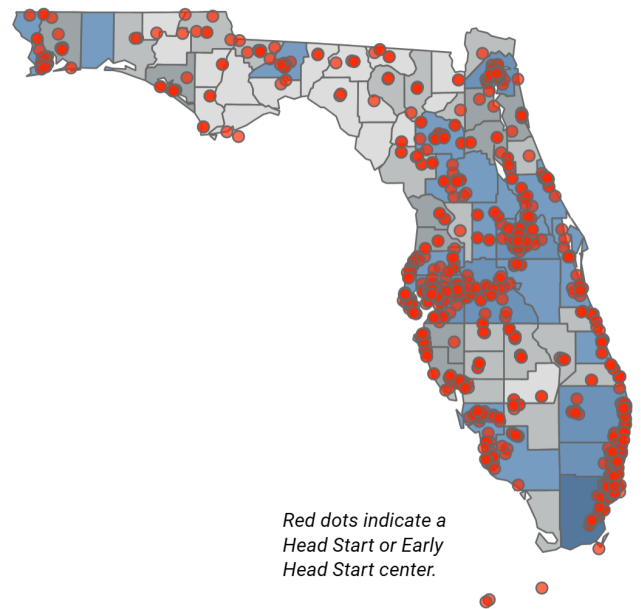 Red dots indicate a
Head Start or Early
Head Start center.